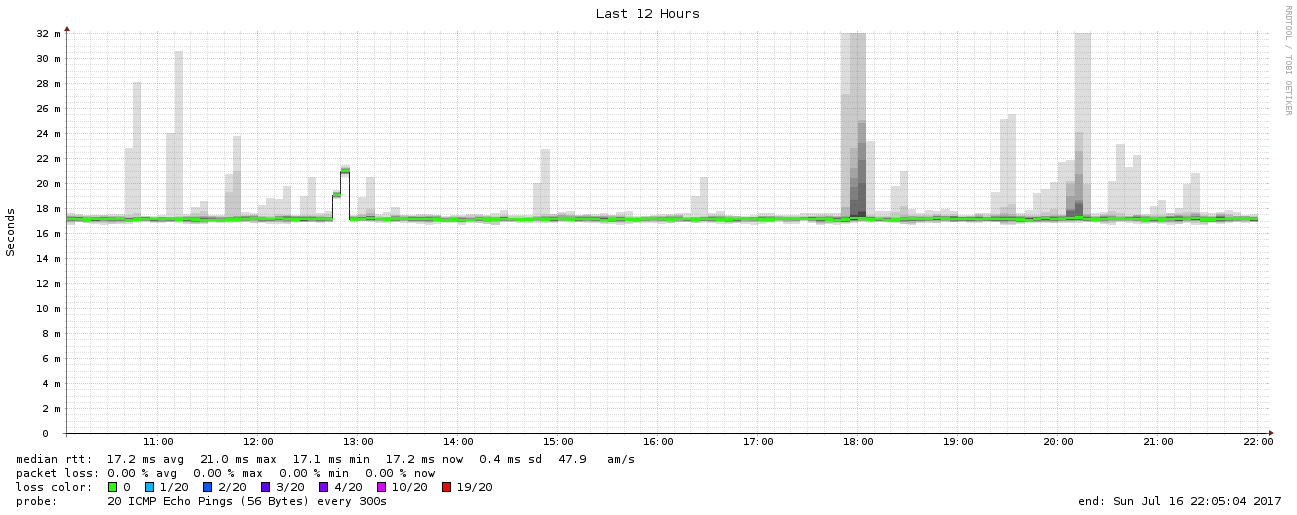 Last 12 Hours
RRDTOOL / TOBI OETIKER
Seconds
32 m
30 m
28 m
26 m
24 m
22 m
20 m
18 m
16 m
14 m
12 m
10 m
8 m
6 m
4 m
2 m
0
11:00 12:00 13:00 14:00 15:00 16:00 17:00 18:00 19:00 20:00 21:00 22:00
median rtt: 17.2 ms avg 21.0 ms max 17.1 ms min 17.2 ms now 0.4 ms sd 47.9 am/s
packet loss: 0.00 % avg 0.00 % max 0.00 % min 0.00 % now
loss color: 0 1/20 2/20 3/20 4/20 10/20 19/20
probe: 20 ICMP Echo Pings (56 Bytes) every 300s end: Sun Jul 16 22:05:04 2017